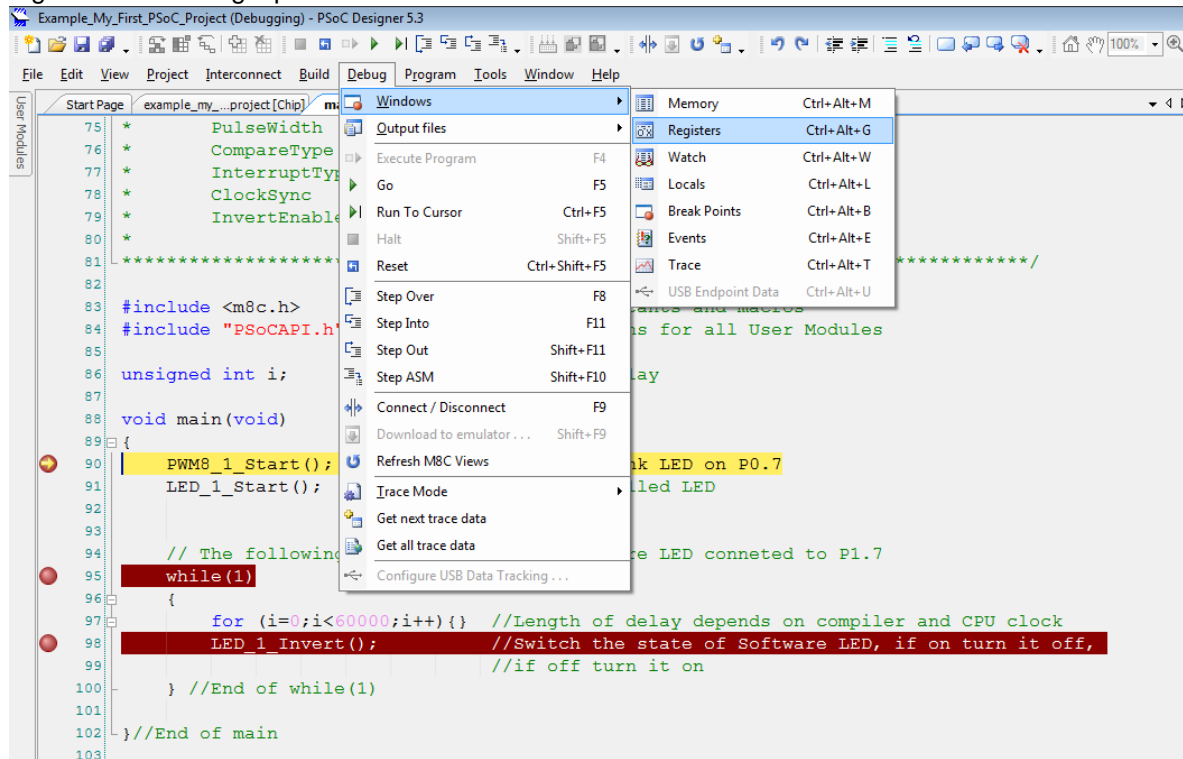 Example_My_First_PSoC_Project (Debugging) - PSoC Designer 5.3
100%
File Edit View Project Interconnect Build Debug Program Tools Window Help
User Modules
Start Page example_my_...project [Chip] ma
75 * PulseWidth
76 * CompareType
77 * InterruptTyp
78 * ClockSync
79 * InvertEnable
80 *
81 ********************* ************/
82
83 #include <m8c.h> and macros
84 #include "PSoCAPI.h" ns for all User Modules
85
86 unsigned int i; lay
87
88 void main(void)
89 {
90 PWM8_1_Start(); nk LED on P0.7
91 LED_1_Start(); lled LED
92
93
94 // The following re LED conneted to P1.7
95 while(1)
96 {
97 for (i=0;i<60000;i++){} //Length of delay depends on compiler and CPU clock
98 LED_1_Invert(); //Switch the state of Software LED, if on turn it off,
99 //if off turn it on
100 } //End of while(1)
101
102 }//End of main
103
Windows
Output files
Execute Program F4
Go F5
Run To Cursor Ctrl+F5
Halt Shift+F5
Reset Ctrl+Shift+F5
Step Over F8
Step Into F11
Step Out Shift+F11
Step ASM Shift+F10
Connect / Disconnect F9
Download to emulator . . . Shift+F9
Refresh M8C Views
Trace Mode
Get next trace data
Get all trace data
Configure USB Data Tracking . . .
Memory Ctrl+Alt+M
Registers Ctrl+Alt+G
Watch Ctrl+Alt+W
Locals Ctrl+Alt+L
Break Points Ctrl+Alt+B
Events Ctrl+Alt+E
Trace Ctrl+Alt+T
USB Endpoint Data Ctrl+Alt+U